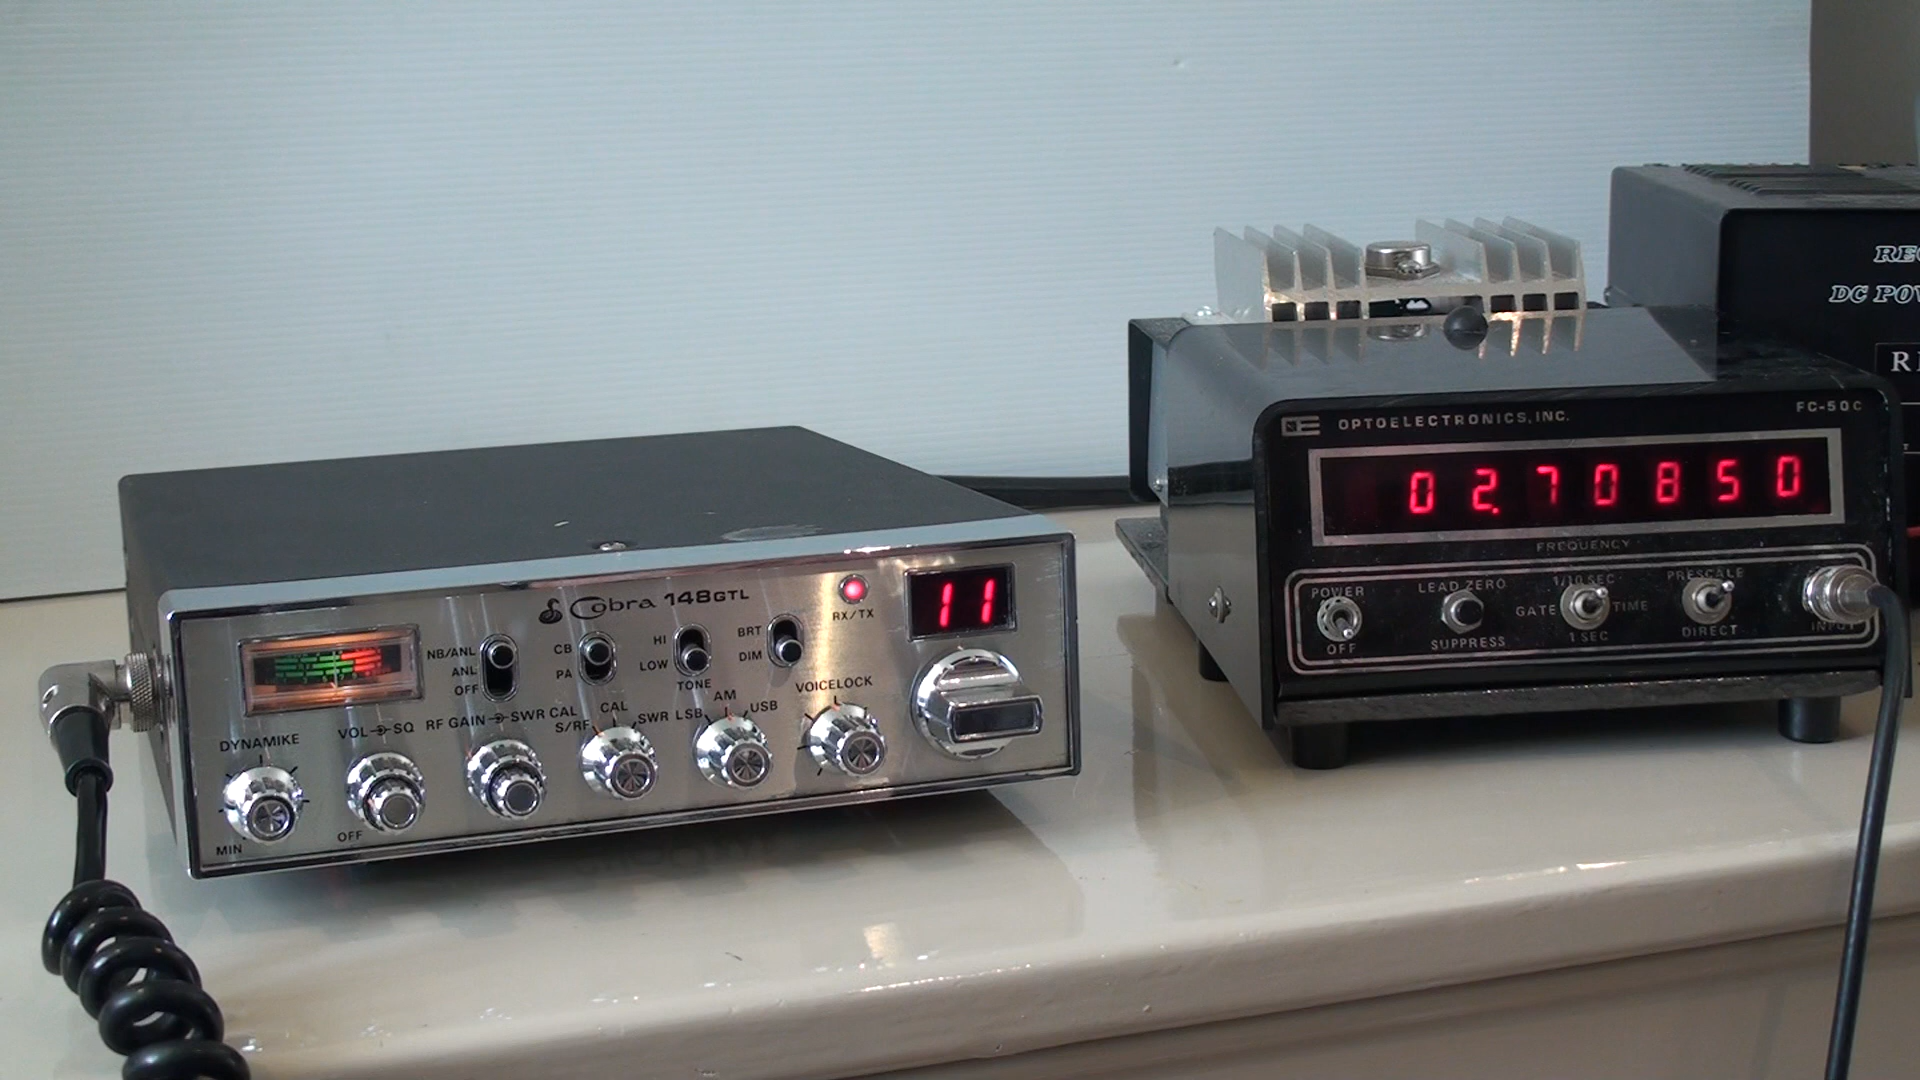 Cobra 148GTL
RX/TX
11
NB/ANL
ANL
OFF
CB
PA
HI
LOW
TONE
BRT
DIM
DYNAMIKE
MIN
VOL SQ
OFF
RF GAIN SWR CAL
S/RF
CAL
SWR
LSB
AM
USB
VOICELOCK
OPTOELECTRONICS, INC.
FC-50C
02.70850
FREQUENCY
POWER
OFF
LEAD ZERO
SUPPRESS
1/10 SEC
GATE TIME
1 SEC
PRESCALE
DIRECT
INPUT
DC
R